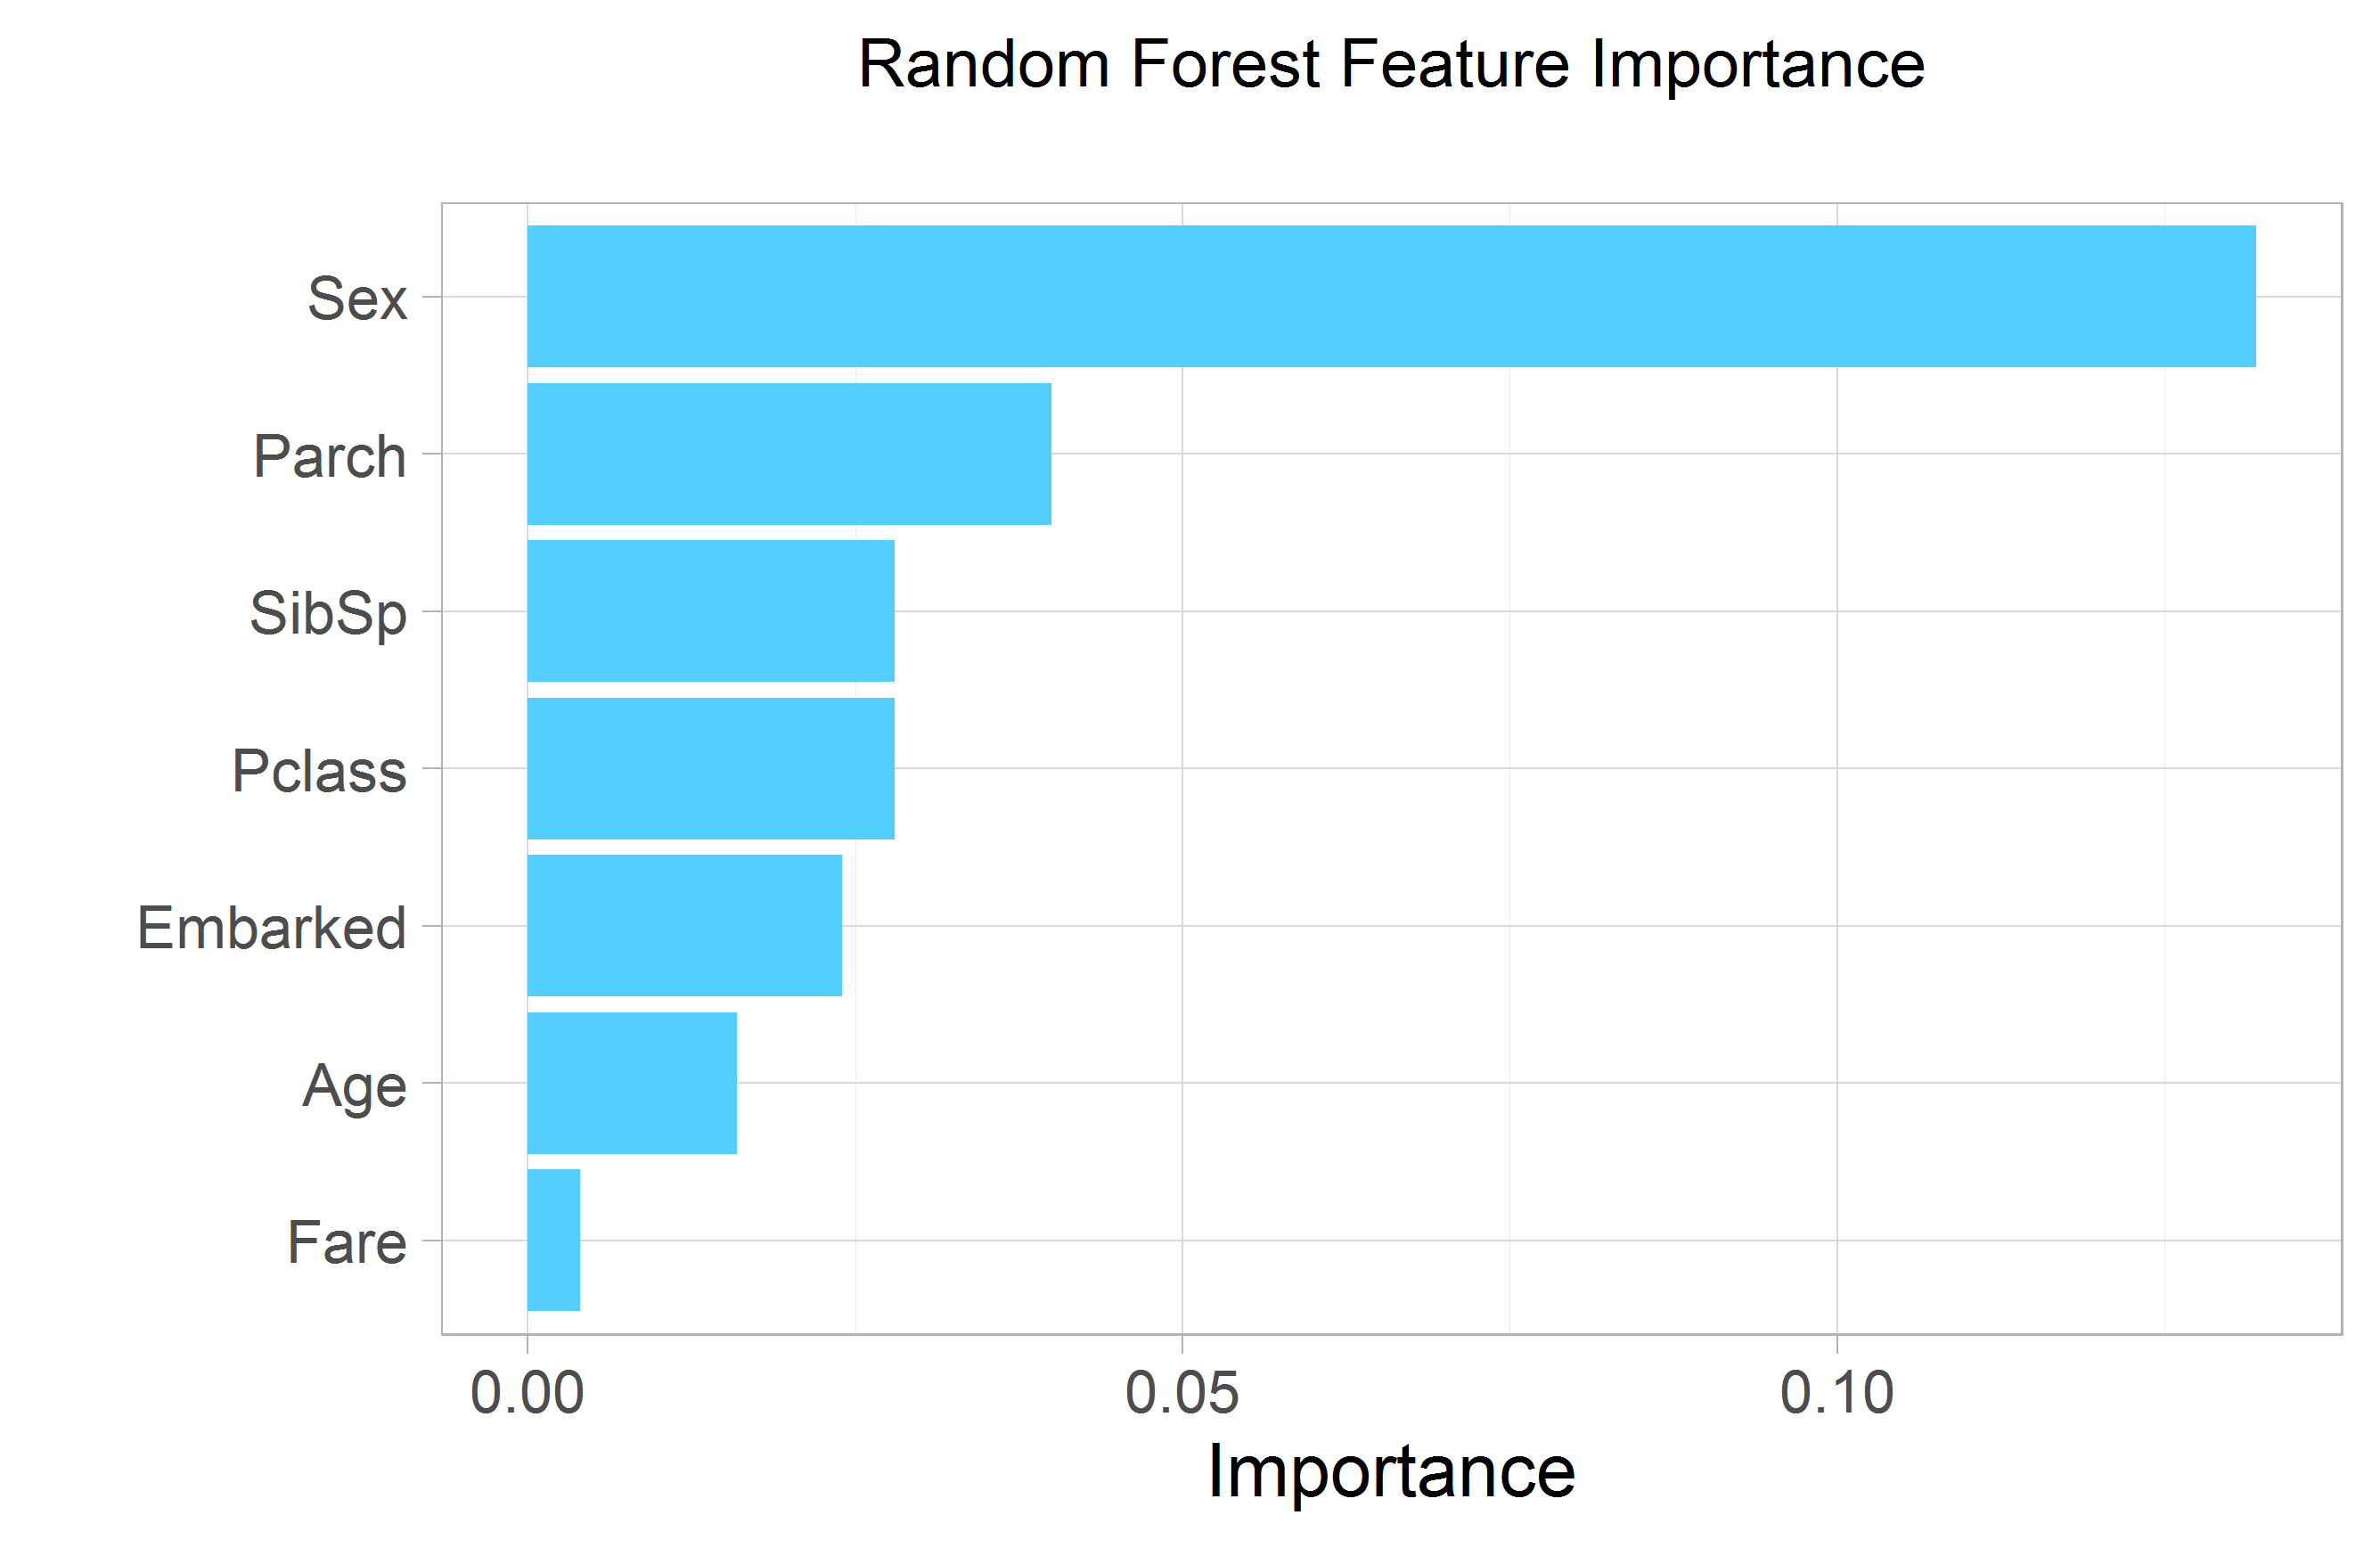 Random Forest Feature Importance
Sex
Parch
SibSp
Pclass
Embarked
Age
Fare
0.00 0.05 0.10
Importance